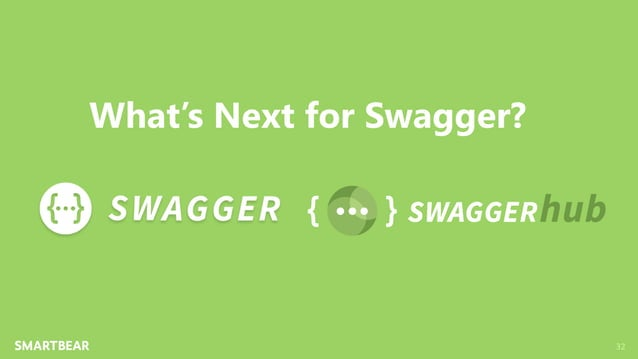 What’s Next for Swagger?
{···} SWAGGER { ••• } SWAGGERhub
SMARTBEAR 32